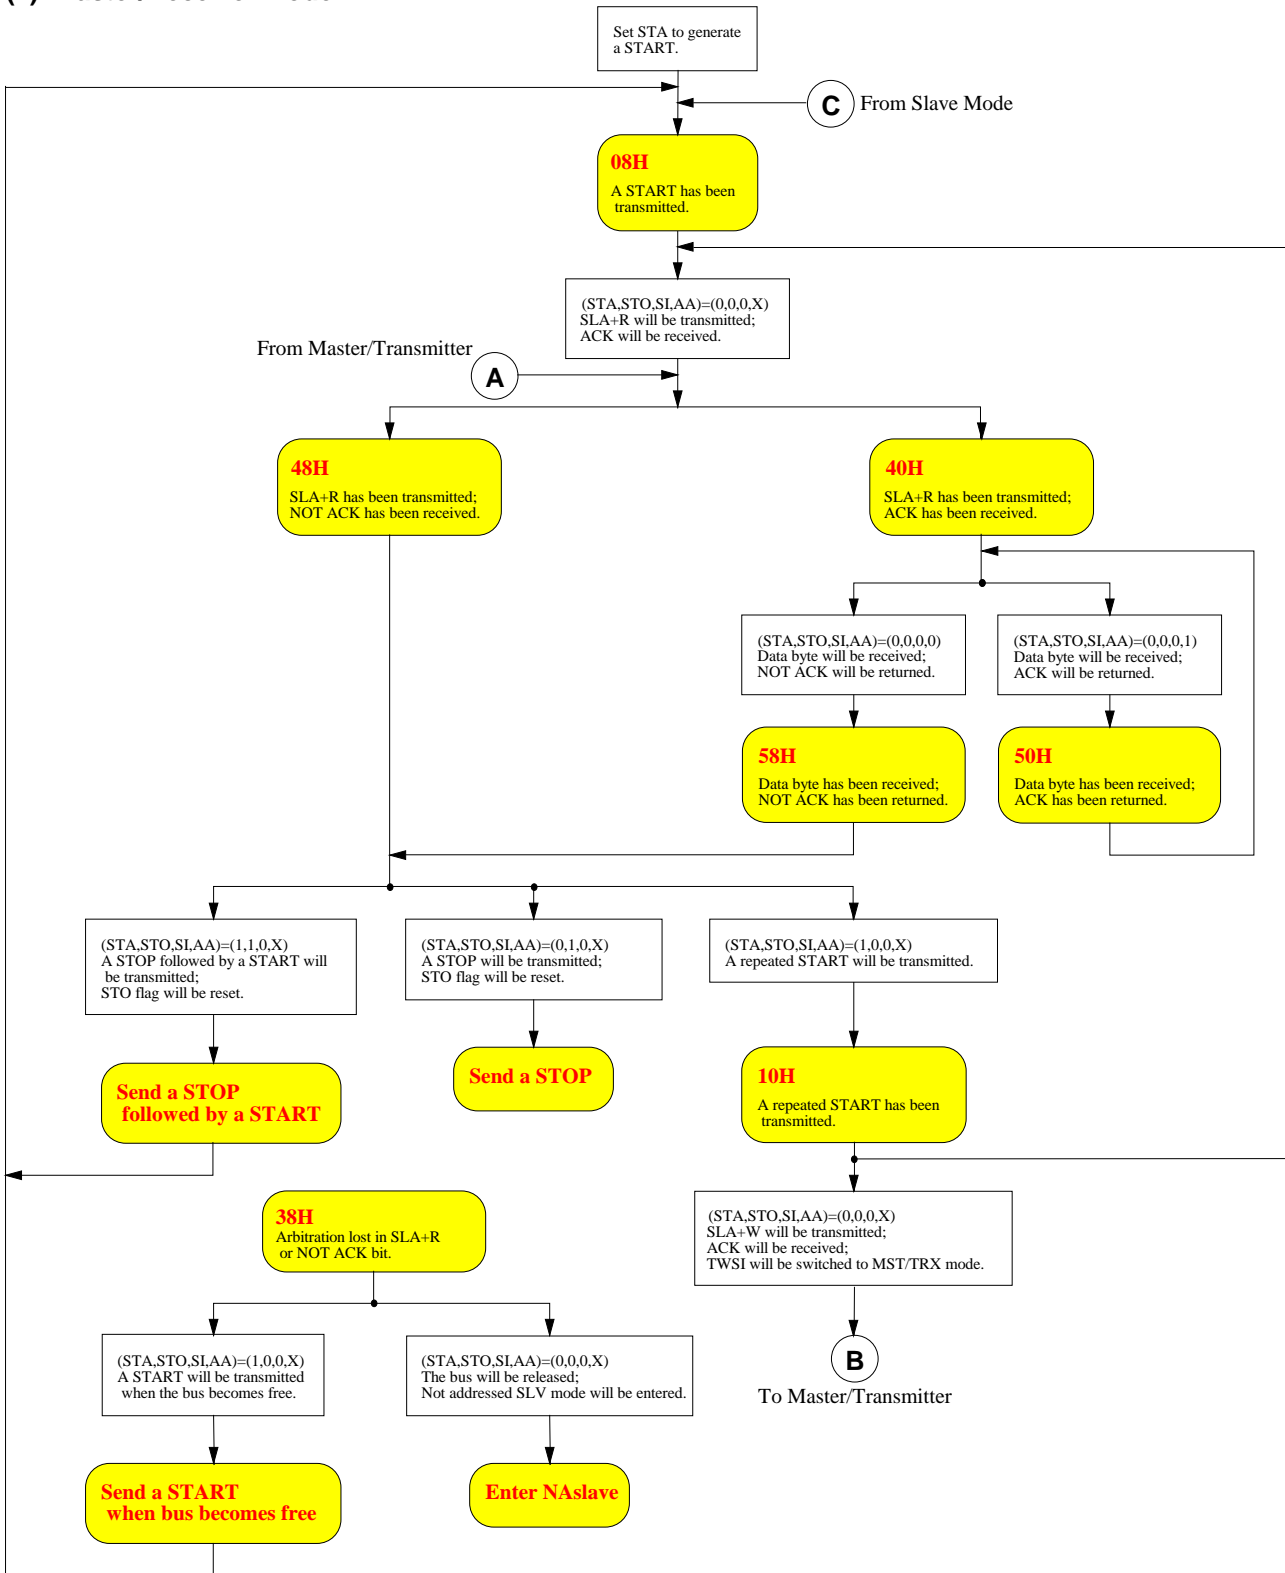 Set STA to generate
a START.
C
From Slave Mode
08H
A START has been
transmitted.
(STA,STO,SI,AA)=(0,0,0,X)
SLA+R will be transmitted;
ACK will be received.
From Master/Transmitter
A
48H
SLA+R has been transmitted;
NOT ACK has been received.
40H
SLA+R has been transmitted;
ACK has been received.
(STA,STO,SI,AA)=(0,0,0,0)
Data byte will be received;
NOT ACK will be returned.
(STA,STO,SI,AA)=(0,0,0,1)
Data byte will be received;
ACK will be returned.
58H
Data byte has been received;
NOT ACK has been returned.
50H
Data byte has been received;
ACK has been returned.
(STA,STO,SI,AA)=(1,1,0,X)
A STOP followed by a START will
be transmitted;
STO flag will be reset.
(STA,STO,SI,AA)=(0,1,0,X)
A STOP will be transmitted;
STO flag will be reset.
(STA,STO,SI,AA)=(1,0,0,X)
A repeated START will be transmitted.
Send a STOP
followed by a START
Send a STOP
10H
A repeated START has been
transmitted.
38H
Arbitration lost in SLA+R
or NOT ACK bit.
(STA,STO,SI,AA)=(0,0,0,X)
SLA+W will be transmitted;
ACK will be received;
TWSI will be switched to MST/TRX mode.
(STA,STO,SI,AA)=(1,0,0,X)
A START will be transmitted
when the bus becomes free.
(STA,STO,SI,AA)=(0,0,0,X)
The bus will be released;
Not addressed SLV mode will be entered.
B
To Master/Transmitter
Send a START
when bus becomes free
Enter NAslave